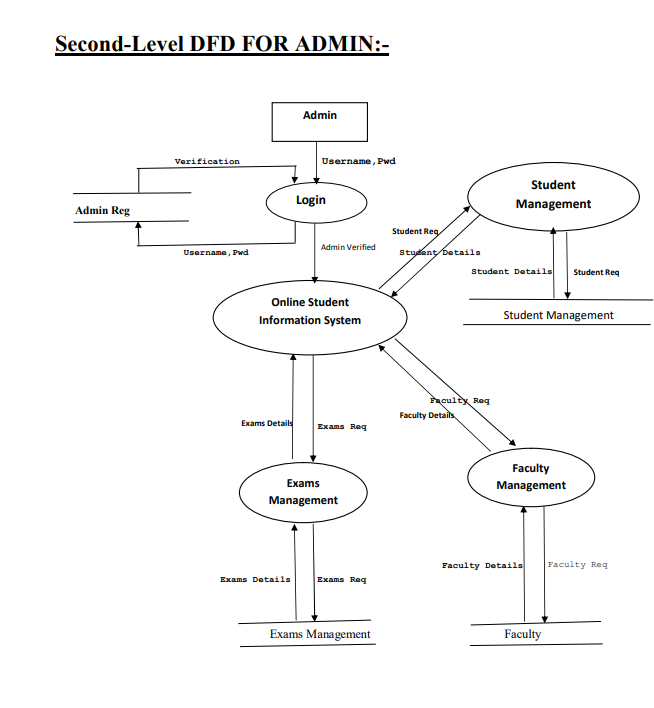 Second-Level DFD FOR ADMIN:-
Admin
Verification
Username,Pwd
Login
Admin Reg
Username,Pwd
Admin Verified
Student
Management
Student Req
Student Details
Student Details
Student Req
Student Management
Online Student
Information System
Faculty Req
Faculty Details
Exams Details
Exams Req
Exams
Management
Faculty
Management
Exams Details
Exams Req
Faculty Details
Faculty Req
Exams Management
Faculty